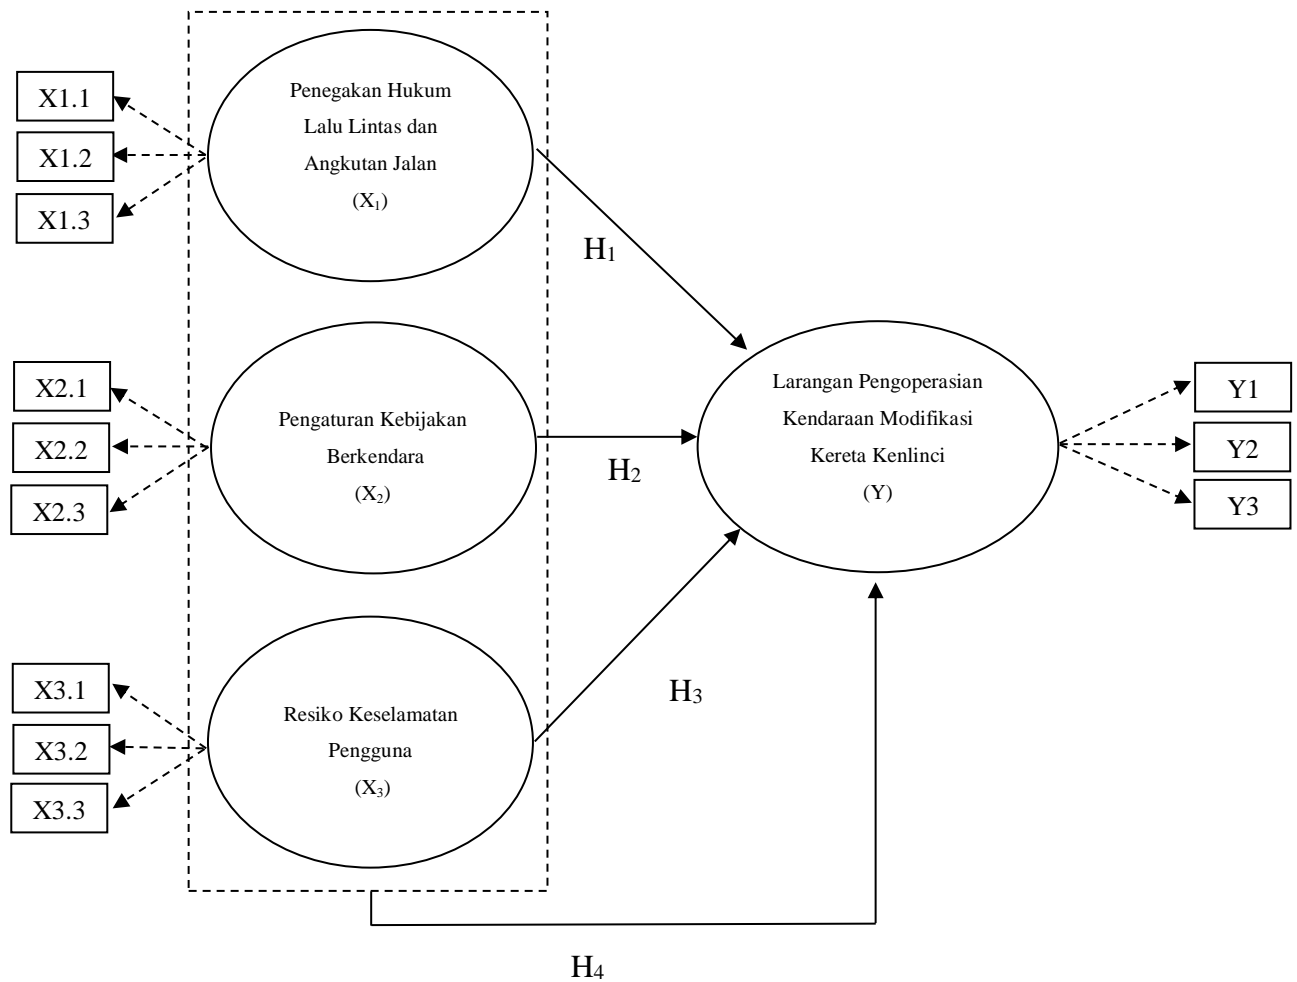 X1.1
X1.2
X1.3
Penegakan Hukum
Lalu Lintas dan
Angkutan Jalan
(X₁)
H₁
X2.1
X2.2
X2.3
Pengaturan Kebijakan
Berkendara
(X₂)
H₂
Larangan Pengoperasian
Kendaraan Modifikasi
Kereta Kenlinci
(Y)
Y1
Y2
Y3
X3.1
X3.2
X3.3
Resiko Keselamatan
Pengguna
(X₃)
H₃
H₄